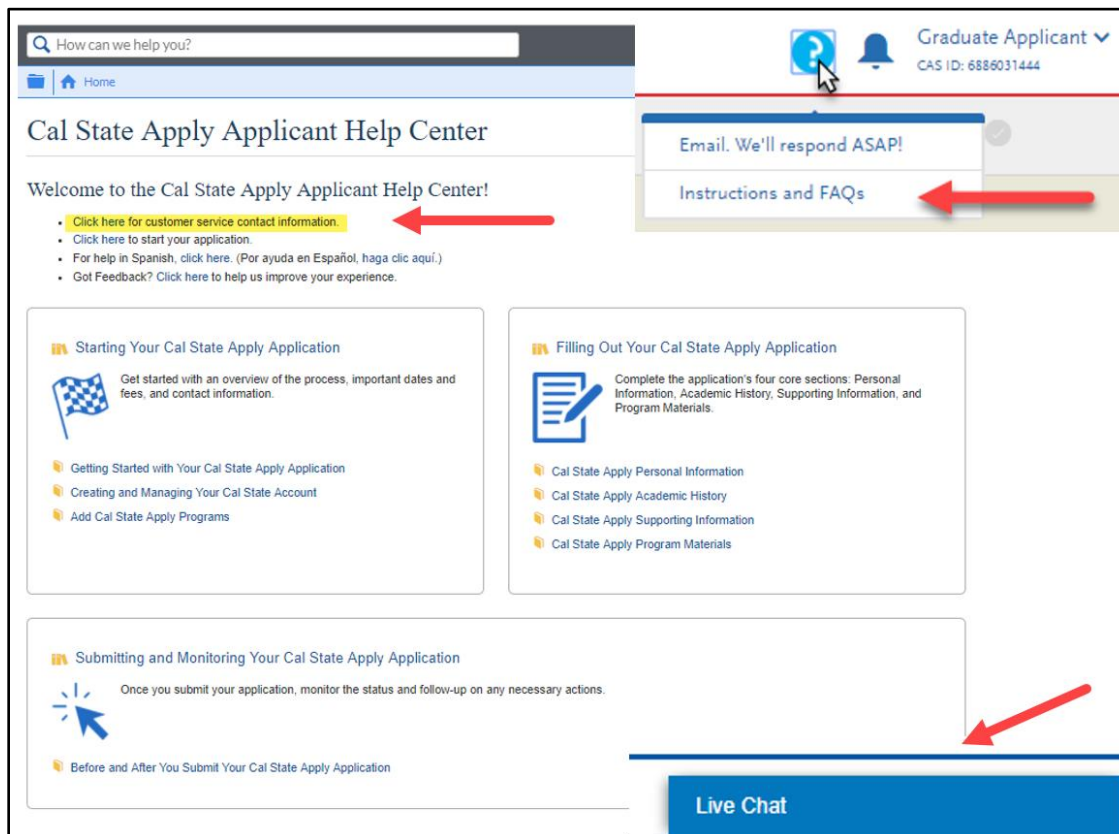 How can we help you?
Home
Cal State Apply Applicant Help Center
Welcome to the Cal State Apply Applicant Help Center!
Click here for customer service contact information.
Click here to start your application.
For help in Spanish, click here. (Por ayuda en Español, haga clic aquí.)
Got Feedback? Click here to help us improve your experience.
Graduate Applicant
CAS ID: 6886031444
Email. We'll respond ASAP!
Instructions and FAQs
Starting Your Cal State Apply Application
Get started with an overview of the process, important dates and
fees, and contact information.
Getting Started with Your Cal State Apply Application
Creating and Managing Your Cal State Account
Add Cal State Apply Programs
Filling Out Your Cal State Apply Application
Complete the application's four core sections: Personal
Information, Academic History, Supporting Information, and
Program Materials.
Cal State Apply Personal Information
Cal State Apply Academic History
Cal State Apply Supporting Information
Cal State Apply Program Materials
Submitting and Monitoring Your Cal State Apply Application
Once you submit your application, monitor the status and follow-up on any necessary actions.
Before and After You Submit Your Cal State Apply Application
Live Chat